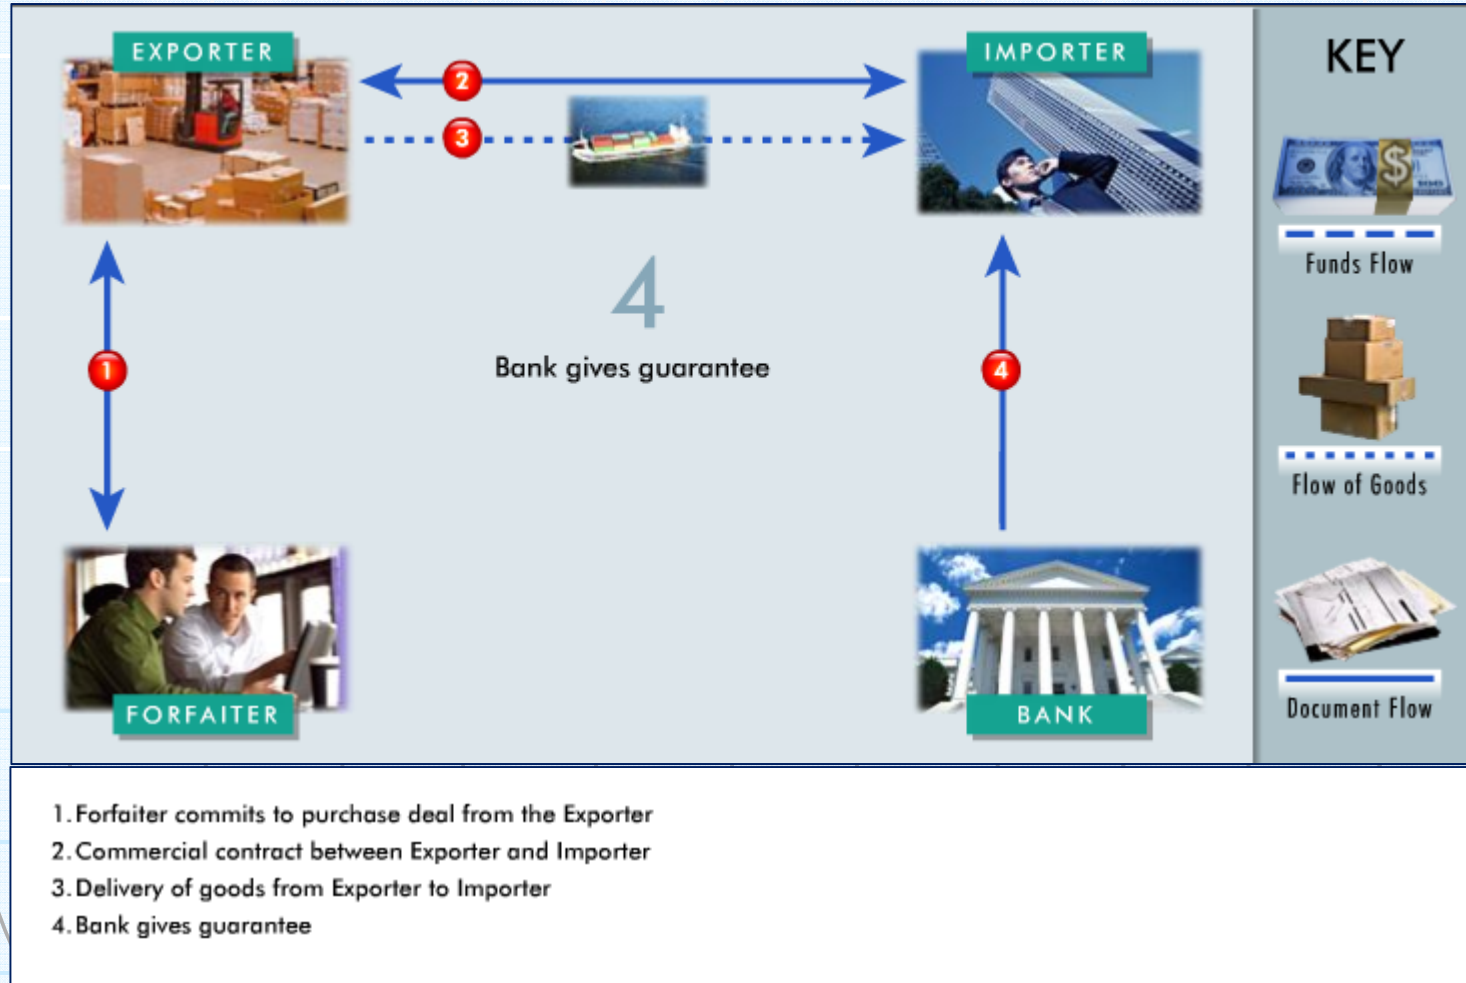 EXPORTER
IMPORTER
KEY
2
3
$
Funds Flow
4
Bank gives guarantee
1
4
Flow of Goods
FORFAITER
BANK
Document Flow
1. Forfaiter commits to purchase deal from the Exporter
2. Commercial contract between Exporter and Importer
3. Delivery of goods from Exporter to Importer
4. Bank gives guarantee